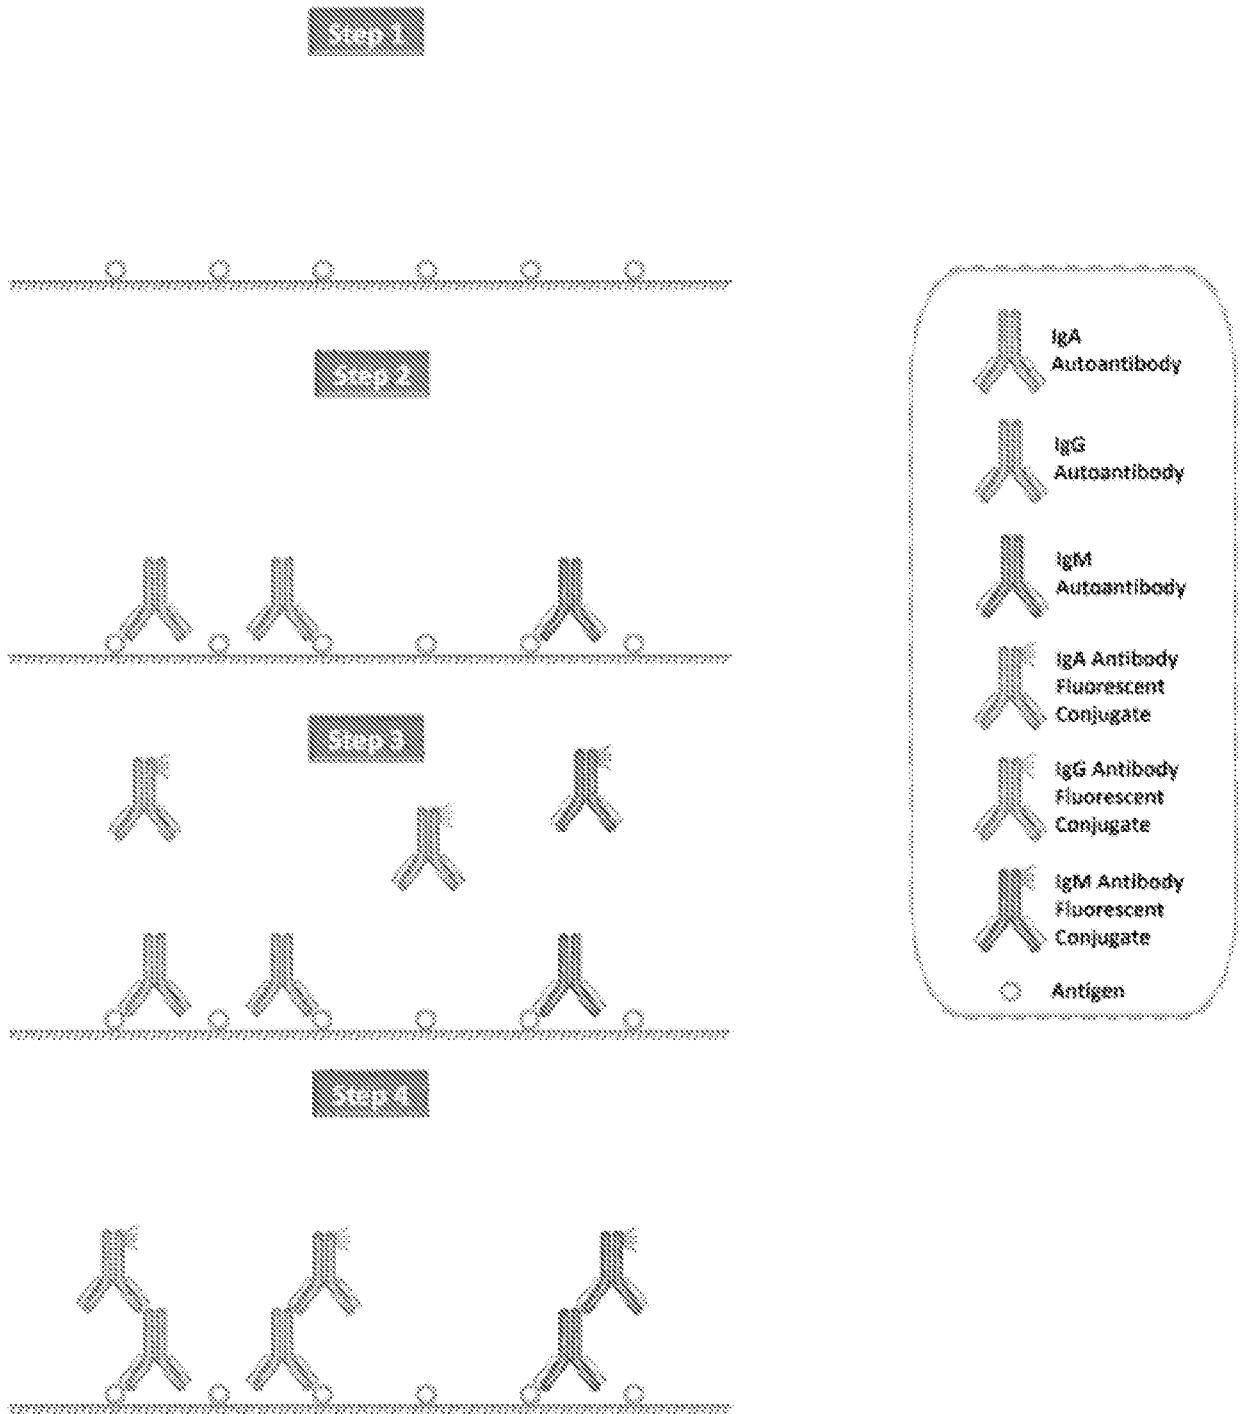 Step 1
Step 2
Step 3
Step 4
IgA
Autoantibody
IgG
Autoantibody
IgM
Autoantibody
IgA Antibody
Fluorescent
Conjugate
IgG Antibody
Fluorescent
Conjugate
IgM Antibody
Fluorescent
Conjugate
Antigen